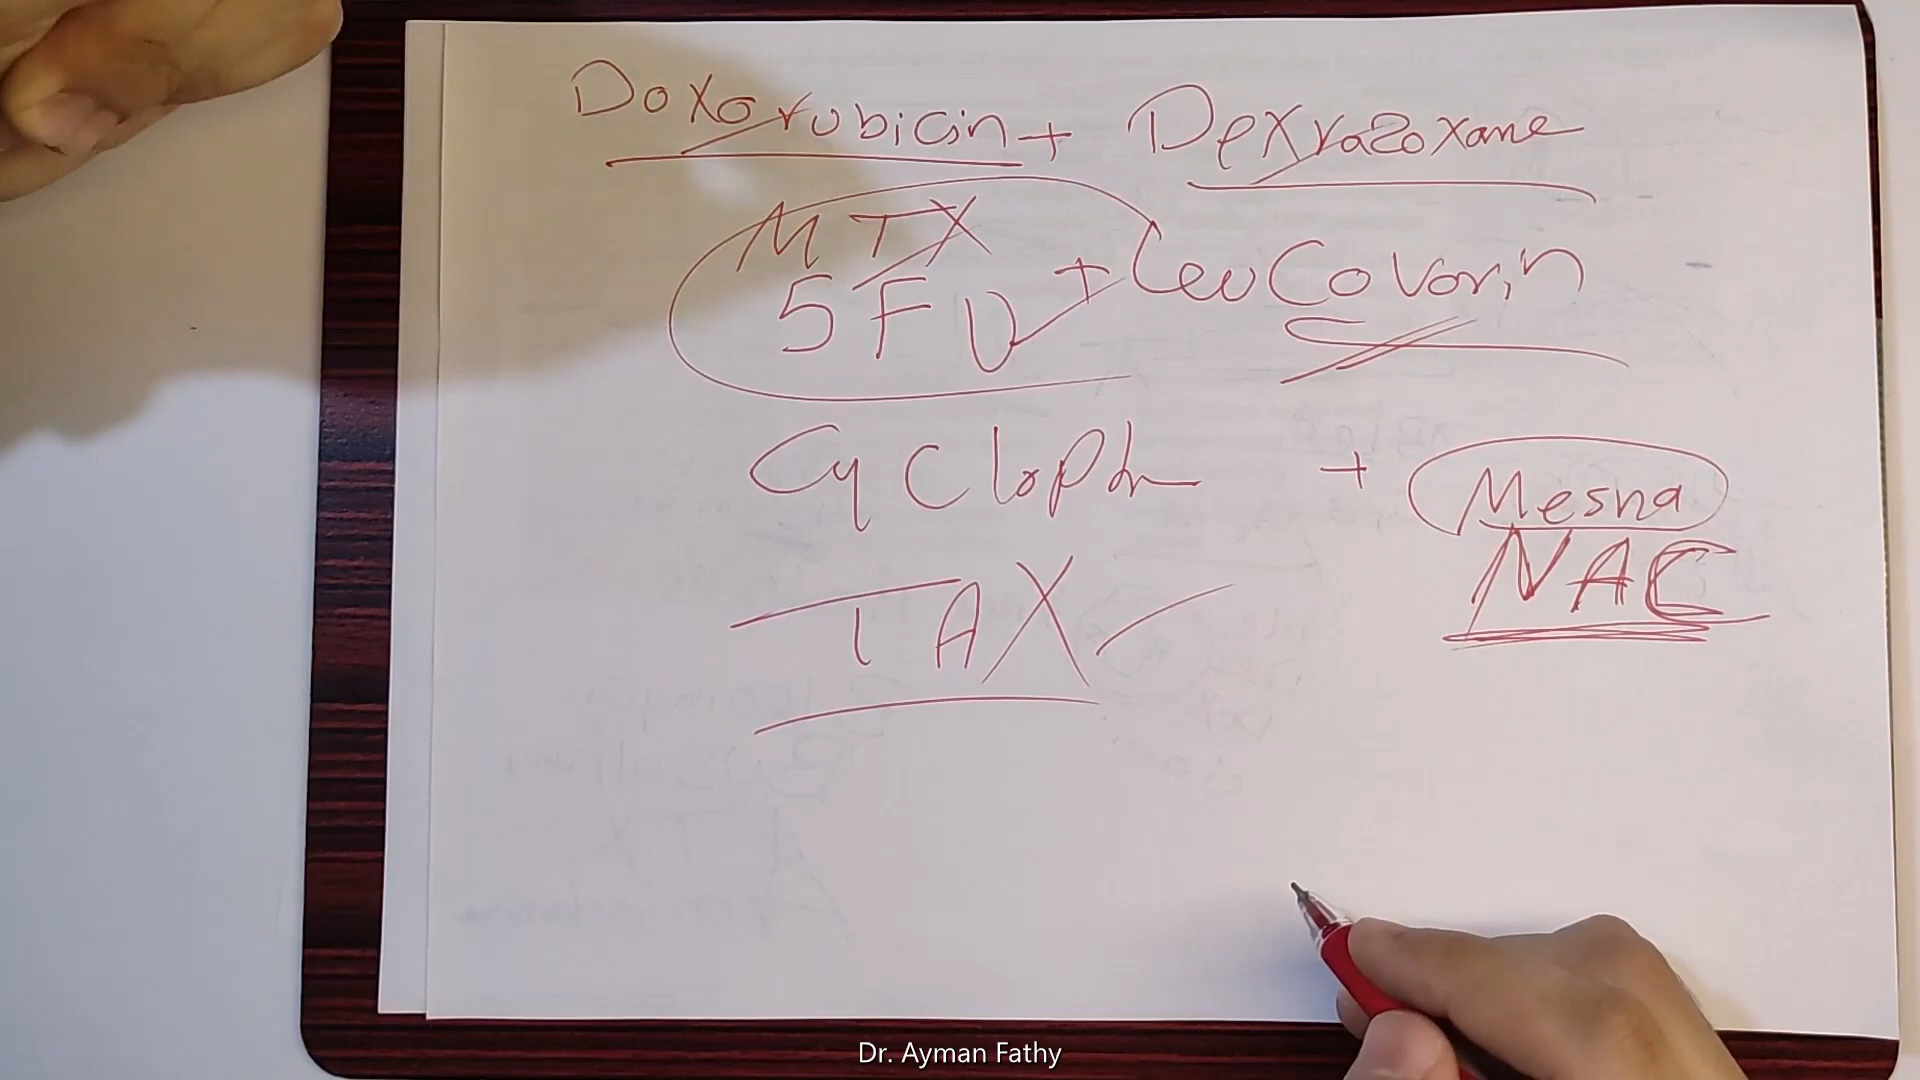 Doxorubicin + Dexrazoxane
MTX
5FU + Leucovorin
Cycloph + Mesna
NAC
TAX
Dr. Ayman Fathy